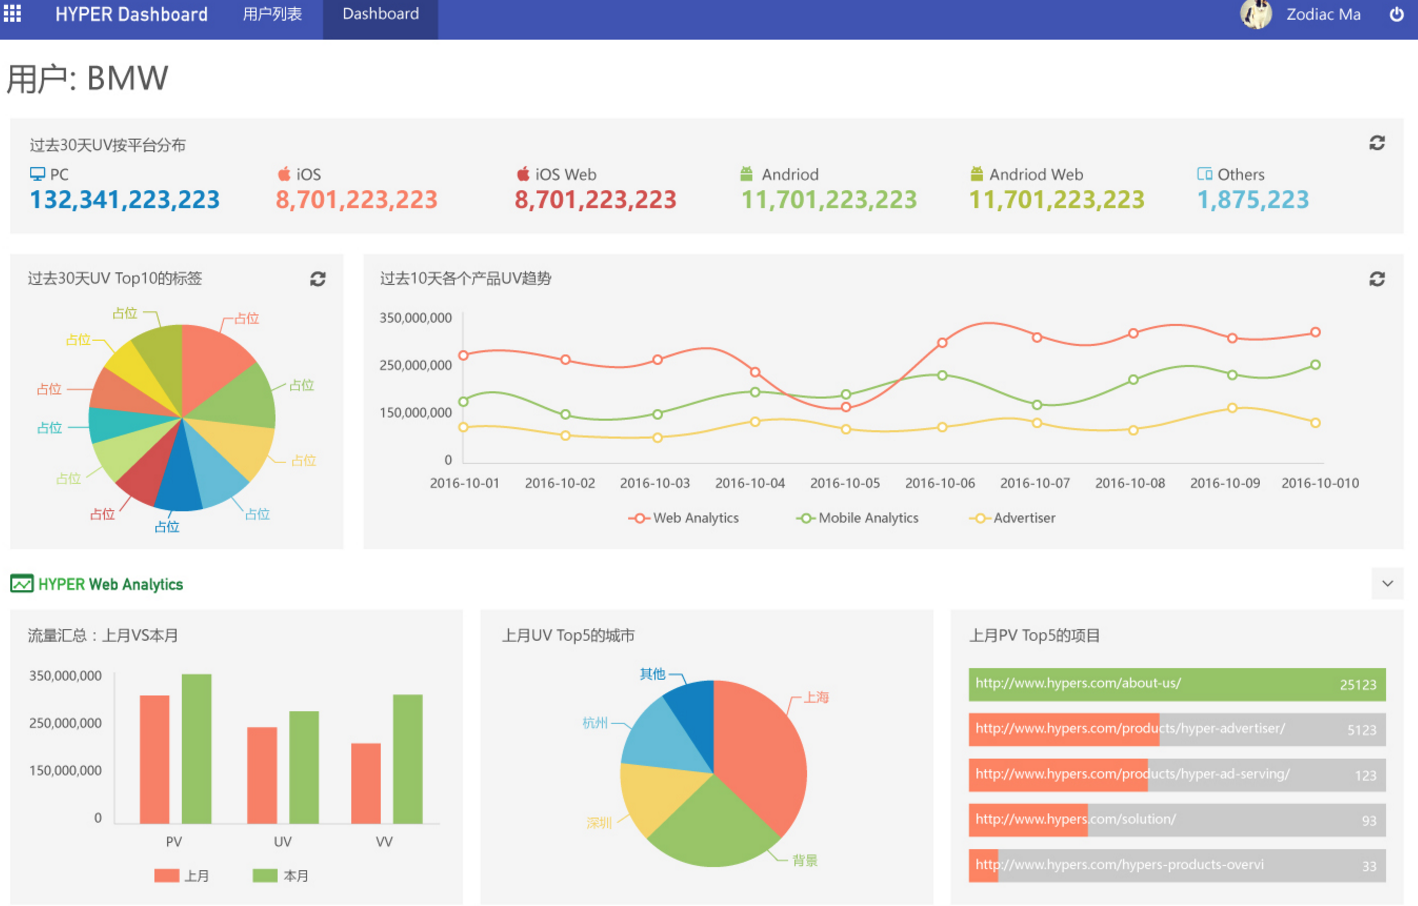 HYPER Dashboard 用户列表 Dashboard Zodiac Ma
用户: BMW
过去30天UV按平台分布
PC iOS iOS Web Andriod Andriod Web Others
132,341,223,223 8,701,223,223 8,701,223,223 11,701,223,223 11,701,223,223 1,875,223
过去30天UV Top10的标签
占位
占位
占位
占位
占位
占位
占位
占位
占位
占位
过去10天各个产品UV趋势
350,000,000
250,000,000
150,000,000
0
2016-10-01 2016-10-02 2016-10-03 2016-10-04 2016-10-05 2016-10-06 2016-10-07 2016-10-08 2016-10-09 2016-10-010
Web Analytics Mobile Analytics Advertiser
HYPER Web Analytics
流量汇总：上月VS本月
350,000,000
250,000,000
150,000,000
0
PV UV VV
上月 本月
上月UV Top5的城市
其他
上海
杭州
深圳
背景
上月PV Top5的项目
http://www.hypers.com/about-us/ 25123
http://www.hypers.com/products/hyper-advertiser/ 5123
http://www.hypers.com/products/hyper-ad-serving/ 123
http://www.hypers.com/solution/ 93
http://www.hypers.com/hypers-products-overvi 33